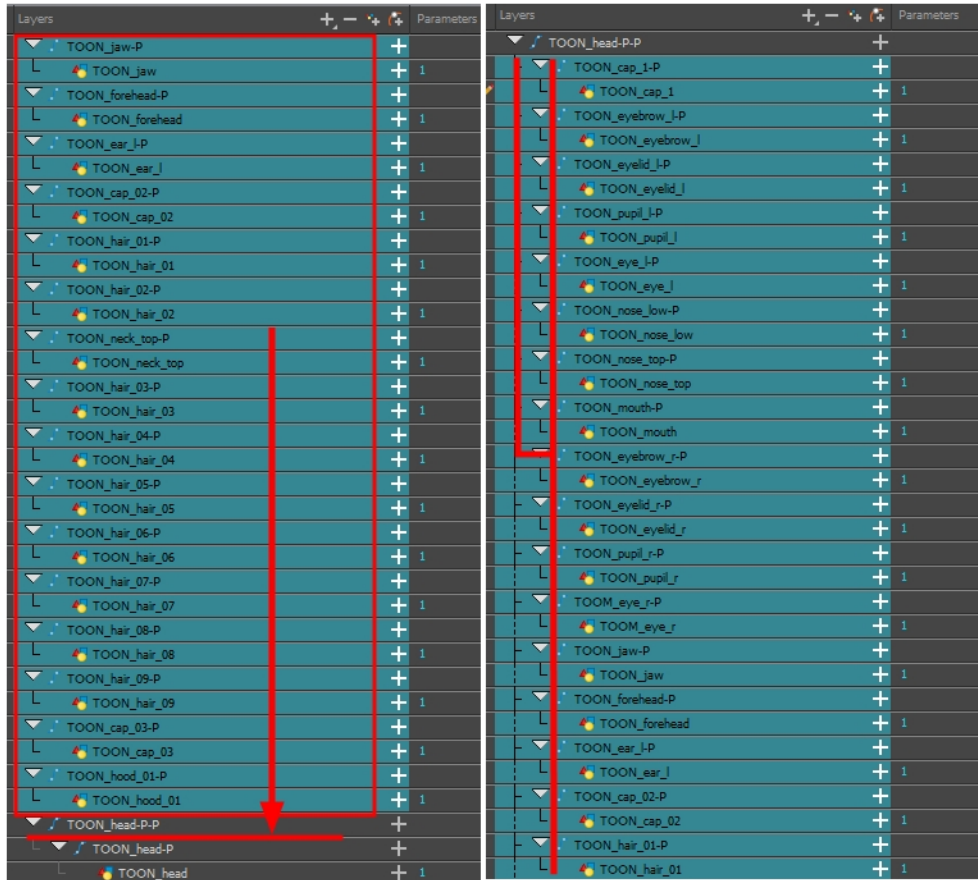 Layers Parameters
TOON_jaw-P
TOON_jaw 1
TOON_forehead-P
TOON_forehead 1
TOON_ear_l-P
TOON_ear_l 1
TOON_cap_02-P
TOON_cap_02 1
TOON_hair_01-P
TOON_hair_01 1
TOON_hair_02-P
TOON_hair_02 1
TOON_neck_top-P
TOON_neck_top 1
TOON_hair_03-P
TOON_hair_03 1
TOON_hair_04-P
TOON_hair_04 1
TOON_hair_05-P
TOON_hair_05 1
TOON_hair_06-P
TOON_hair_06 1
TOON_hair_07-P
TOON_hair_07 1
TOON_hair_08-P
TOON_hair_08 1
TOON_hair_09-P
TOON_hair_09 1
TOON_cap_03-P
TOON_cap_03 1
TOON_hood_01-P
TOON_hood_01 1
TOON_head-P-P
TOON_head-P
TOON_head 1
Layers Parameters
TOON_head-P-P
TOON_cap_1-P
TOON_cap_1 1
TOON_eyebrow_l-P
TOON_eyebrow_l 1
TOON_eyelid_l-P
TOON_eyelid_l 1
TOON_pupil_l-P
TOON_pupil_l 1
TOON_eye_l-P
TOON_eye_l 1
TOON_nose_low-P
TOON_nose_low 1
TOON_nose_top-P
TOON_nose_top 1
TOON_mouth-P
TOON_mouth 1
TOON_eyebrow_r-P
TOON_eyebrow_r 1
TOON_eyelid_r-P
TOON_eyelid_r 1
TOON_pupil_r-P
TOON_pupil_r 1
TOOM_eye_r-P
TOOM_eye_r 1
TOON_jaw-P
TOON_jaw 1
TOON_forehead-P
TOON_forehead 1
TOON_ear_l-P
TOON_ear_l 1
TOON_cap_02-P
TOON_cap_02 1
TOON_hair_01-P
TOON_hair_01 1